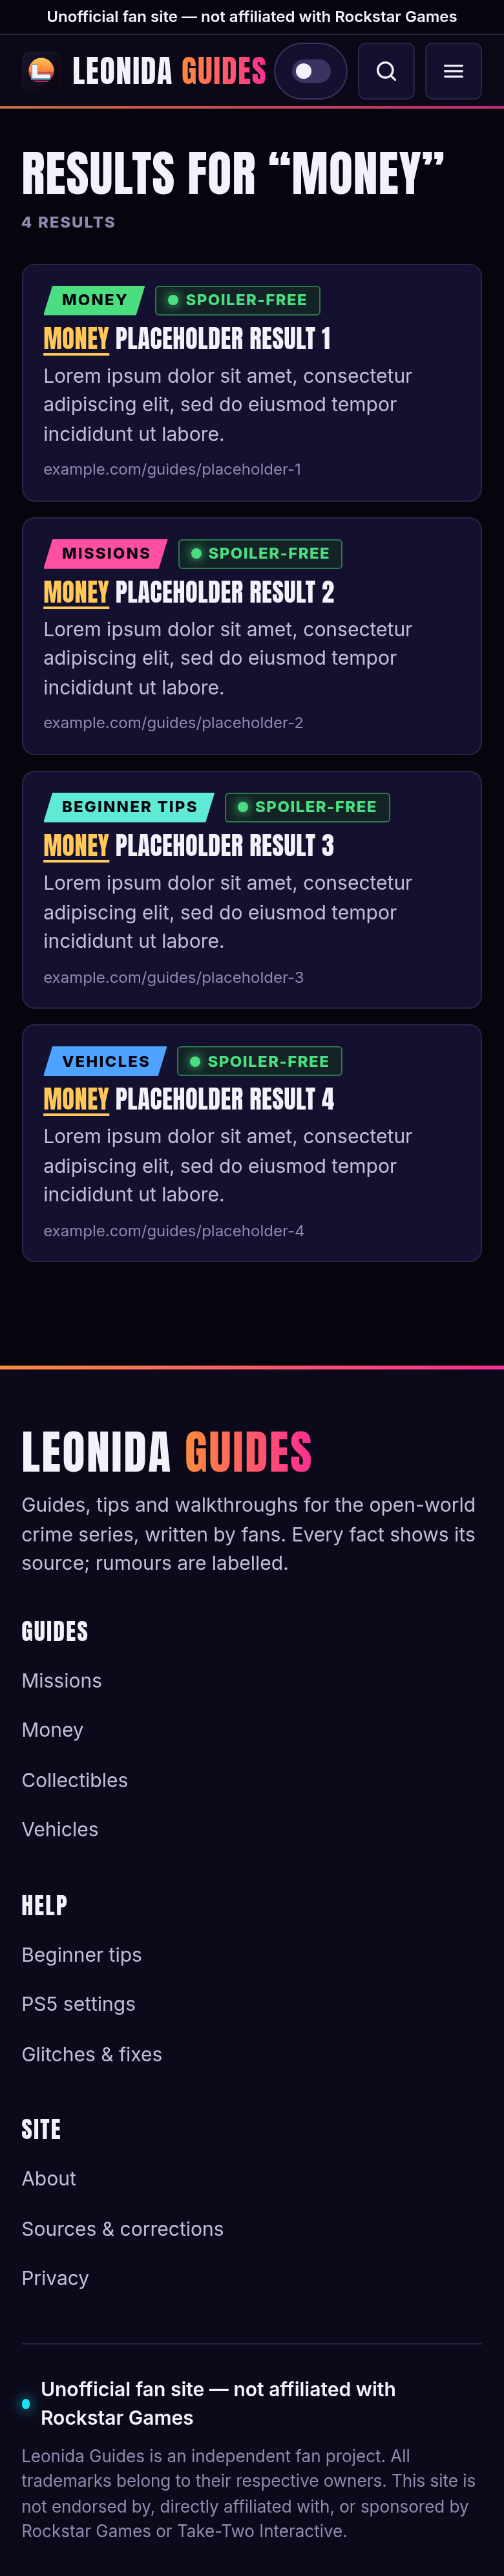 Unofficial fan site — not affiliated with Rockstar Games
LEONIDA GUIDES
RESULTS FOR “MONEY”
4 RESULTS
MONEY SPOILER-FREE
MONEY PLACEHOLDER RESULT 1
Lorem ipsum dolor sit amet, consectetur
adipiscing elit, sed do eiusmod tempor
incididunt ut labore.
example.com/guides/placeholder-1
MISSIONS SPOILER-FREE
MONEY PLACEHOLDER RESULT 2
Lorem ipsum dolor sit amet, consectetur
adipiscing elit, sed do eiusmod tempor
incididunt ut labore.
example.com/guides/placeholder-2
BEGINNER TIPS SPOILER-FREE
MONEY PLACEHOLDER RESULT 3
Lorem ipsum dolor sit amet, consectetur
adipiscing elit, sed do eiusmod tempor
incididunt ut labore.
example.com/guides/placeholder-3
VEHICLES SPOILER-FREE
MONEY PLACEHOLDER RESULT 4
Lorem ipsum dolor sit amet, consectetur
adipiscing elit, sed do eiusmod tempor
incididunt ut labore.
example.com/guides/placeholder-4
LEONIDA GUIDES
Guides, tips and walkthroughs for the open-world
crime series, written by fans. Every fact shows its
source; rumours are labelled.
GUIDES
Missions
Money
Collectibles
Vehicles
HELP
Beginner tips
PS5 settings
Glitches & fixes
SITE
About
Sources & corrections
Privacy
Unofficial fan site — not affiliated with
Rockstar Games
Leonida Guides is an independent fan project. All
trademarks belong to their respective owners. This site is
not endorsed by, directly affiliated with, or sponsored by
Rockstar Games or Take-Two Interactive.